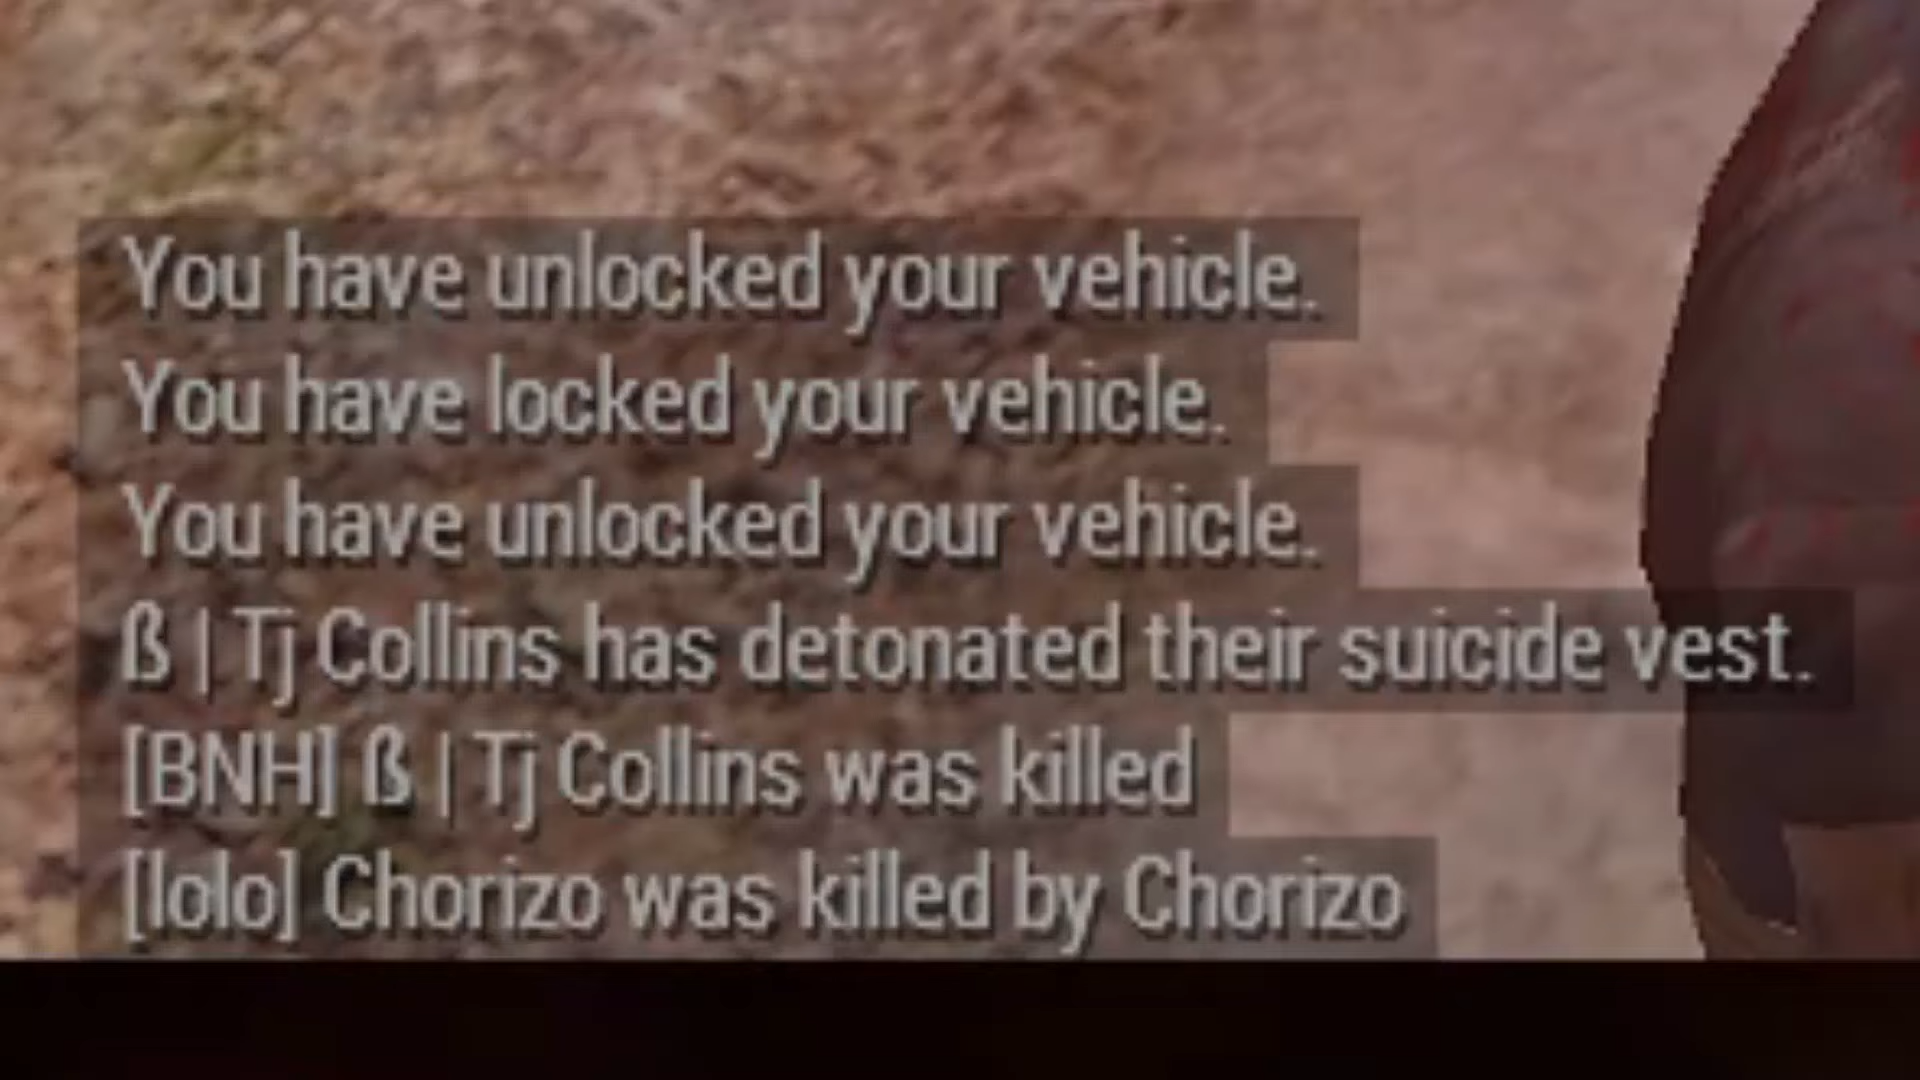 You have unlocked your vehicle.
You have locked your vehicle.
You have unlocked your vehicle.
ß | Tj Collins has detonated their suicide vest.
[BNH] ß | Tj Collins was killed
[lolo] Chorizo was killed by Chorizo